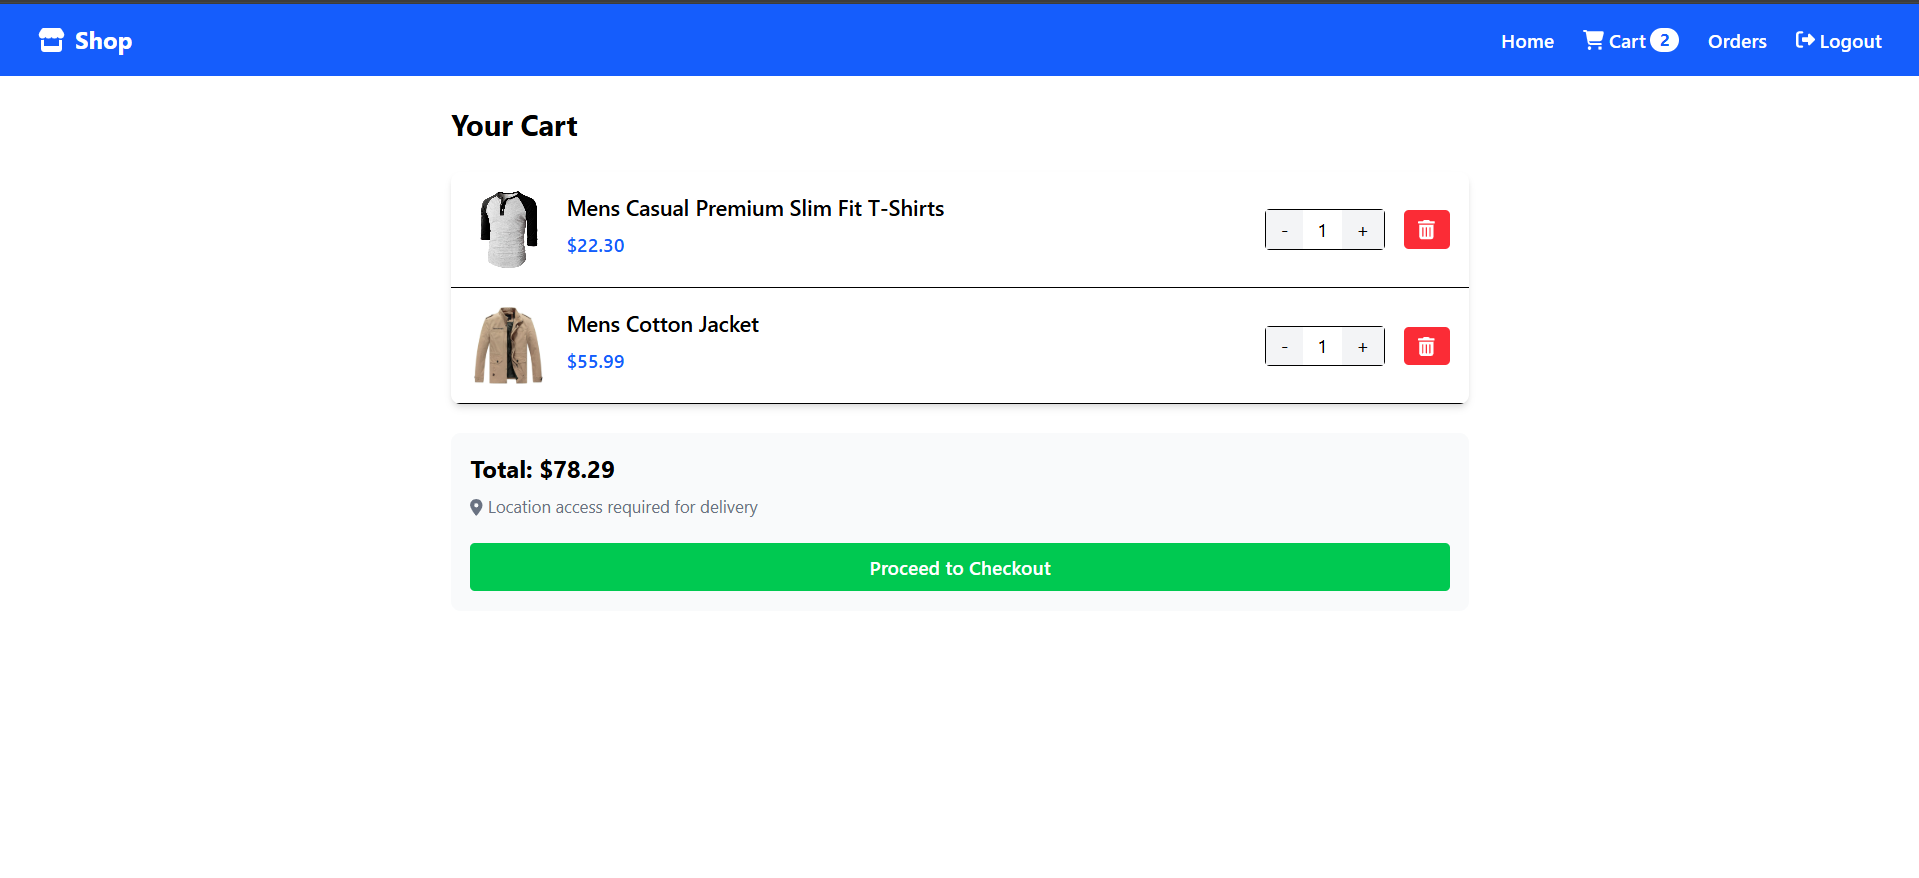 Shop
Home Cart 2 Orders Logout
Your Cart
Mens Casual Premium Slim Fit T-Shirts
$22.30
- 1 +
Mens Cotton Jacket
$55.99
- 1 +
Total: $78.29
Location access required for delivery
Proceed to Checkout